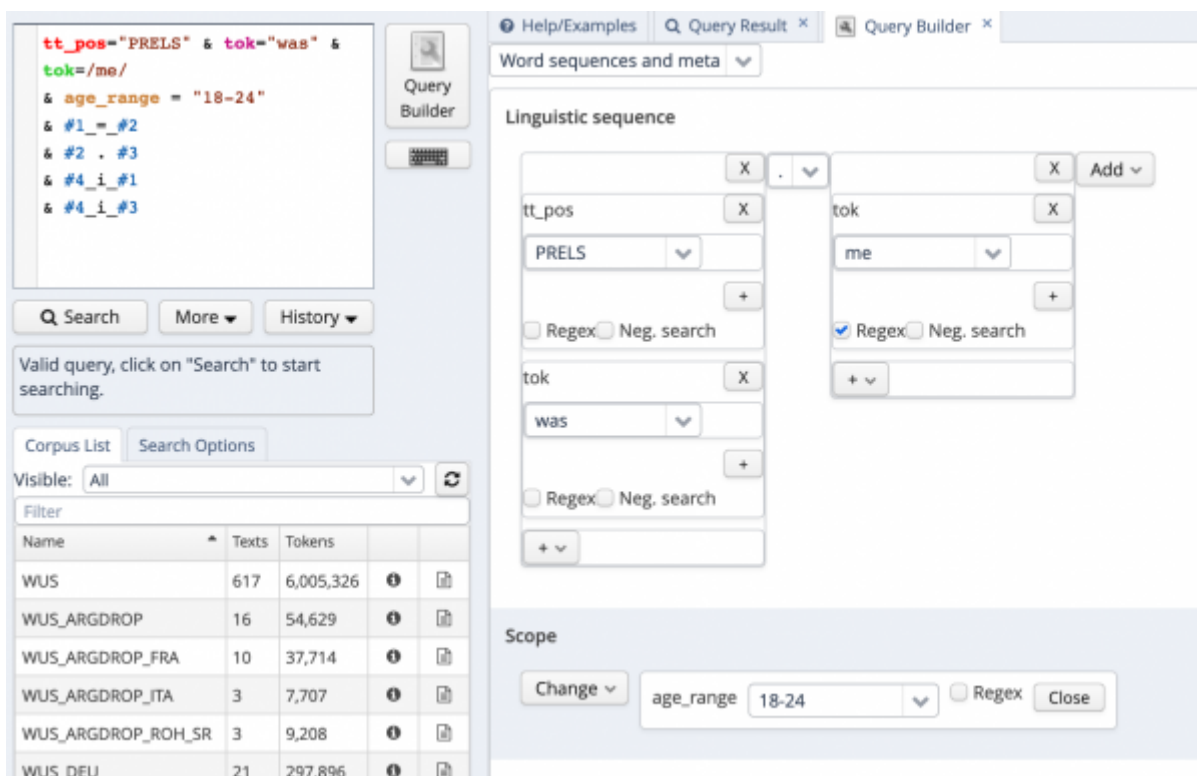 tt_pos="PRELS" & tok="was" &
tok=/me/
& age_range = "18-24"
& #1_=_#2
& #2 . #3
& #4_i_#1
& #4_i_#3
Query
Builder
Search
More
History
Valid query, click on "Search" to start
searching.
Corpus List
Search Options
Visible: All
Filter
Name Texts Tokens
WUS 617 6,005,326
WUS_ARGDROP 16 54,629
WUS_ARGDROP_FRA 10 37,714
WUS_ARGDROP_ITA 3 7,707
WUS_ARGDROP_ROH_SR 3 9,208
WUS_DEU 21 297,896
Help/Examples
Query Result ×
Query Builder ×
Word sequences and meta
Linguistic sequence
X
tt_pos X
PRELS
+
Regex Neg. search
tok X
was
+
Regex Neg. search
+
.
X
tok X
me
+
Regex Neg. search
+
Add
Scope
Change
age_range 18-24 Regex Close